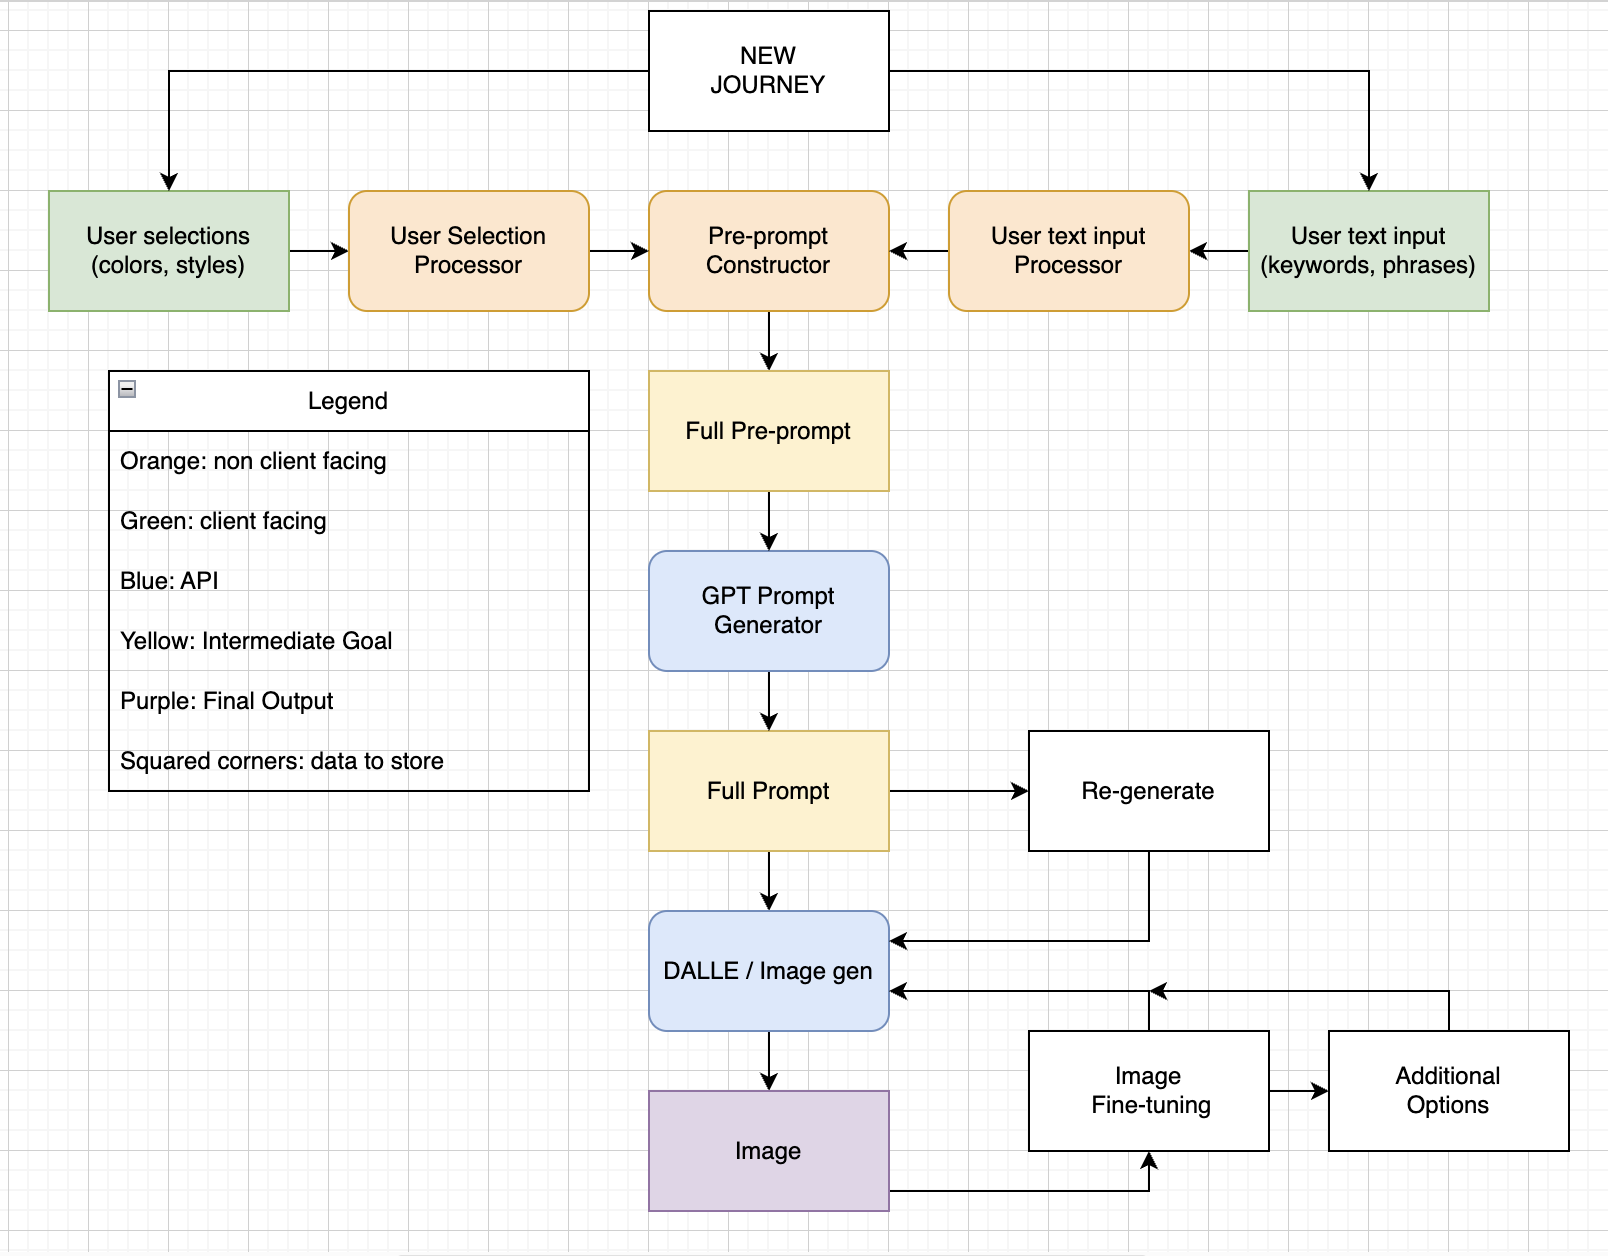 NEW
JOURNEY
User selections
(colors, styles)
User Selection
Processor
Pre-prompt
Constructor
User text input
Processor
User text input
(keywords, phrases)
Legend
Orange: non client facing
Green: client facing
Blue: API
Yellow: Intermediate Goal
Purple: Final Output
Squared corners: data to store
Full Pre-prompt
GPT Prompt
Generator
Full Prompt
Re-generate
DALLE / Image gen
Image
Fine-tuning
Additional
Options
Image